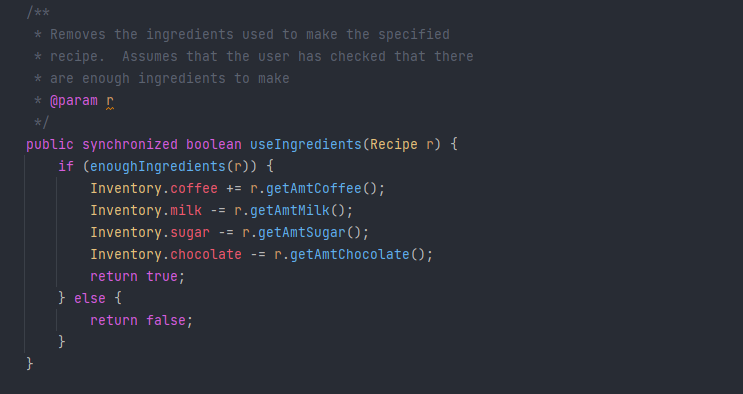 /**
 * Removes the ingredients used to make the specified
 * recipe.  Assumes that the user has checked that there
 * are enough ingredients to make
 * @param r
 */
public synchronized boolean useIngredients(Recipe r) {
    if (enoughIngredients(r)) {
        Inventory.coffee += r.getAmtCoffee();
        Inventory.milk -= r.getAmtMilk();
        Inventory.sugar -= r.getAmtSugar();
        Inventory.chocolate -= r.getAmtChocolate();
        return true;
    } else {
        return false;
    }
}